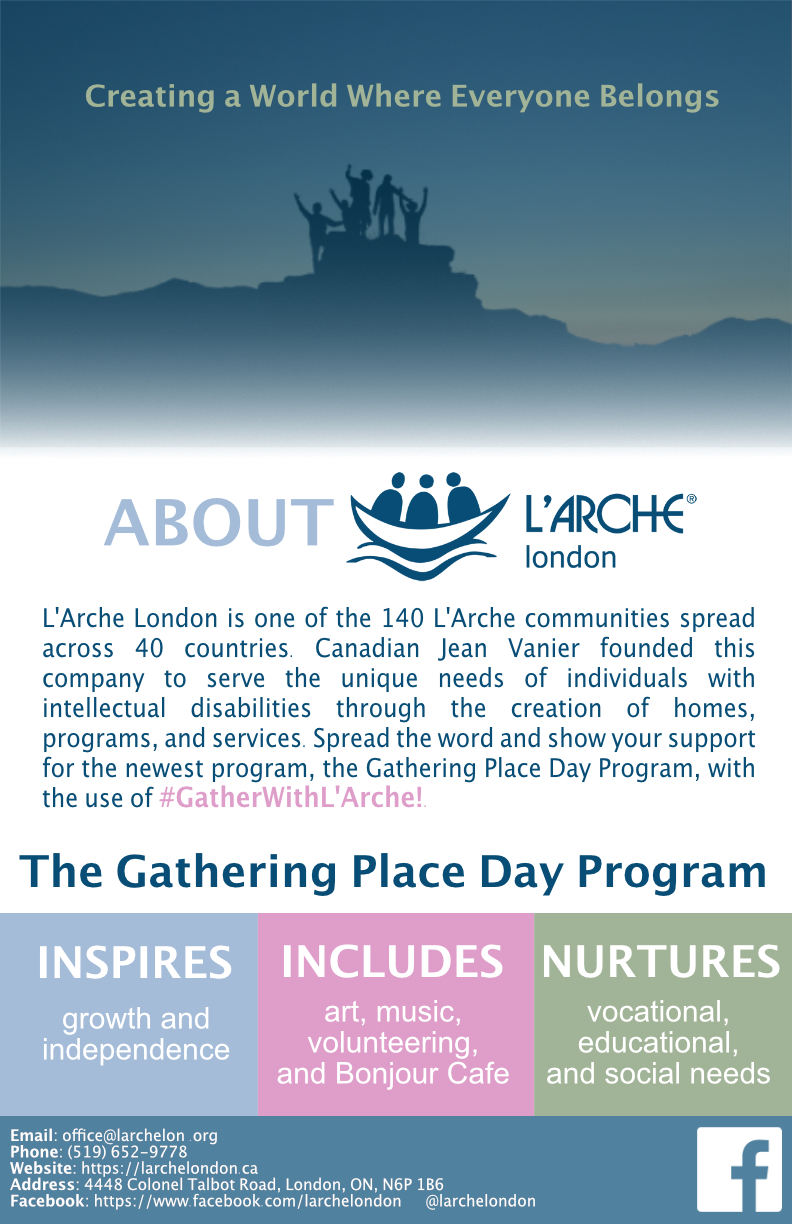 Creating a World Where Everyone Belongs
ABOUT L'ARCHE®
london
L'Arche London is one of the 140 L'Arche communities spread
across 40 countries. Canadian Jean Vanier founded this
company to serve the unique needs of individuals with
intellectual disabilities through the creation of homes,
programs, and services. Spread the word and show your support
for the newest program, the Gathering Place Day Program, with
the use of #GatherWithL'Arche!.
The Gathering Place Day Program
INSPIRES
growth and
independence
INCLUDES
art, music,
volunteering,
and Bonjour Cafe
NURTURES
vocational,
educational,
and social needs
Email: office@larchelon .org
Phone: (519) 652-9778
Website: https://larchelondon.ca
Address: 4448 Colonel Talbot Road, London, ON, N6P 1B6
Facebook: https://www.facebook.com/larchelondon @larchelondon
f